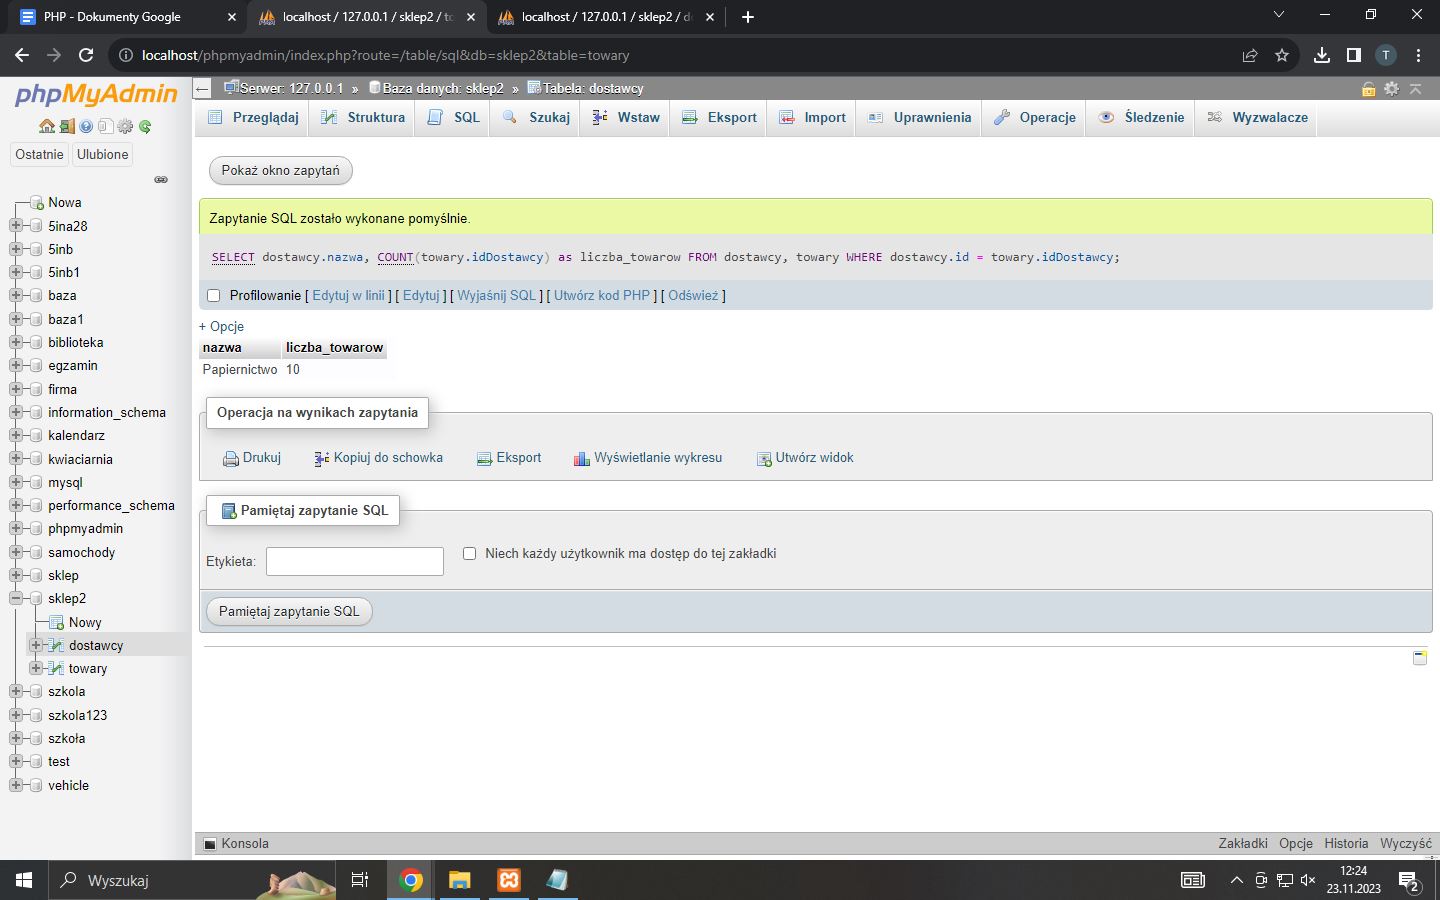 PHP - Dokumenty Google
localhost / 127.0.0.1 / sklep2 / to
localhost / 127.0.0.1 / sklep2 / d
localhost/phpmyadmin/index.php?route=/table/sql&db=sklep2&table=towary
T
phpMyAdmin
Ostatnie
Ulubione
Nowa
5ina28
5inb
5inb1
baza
baza1
biblioteka
egzamin
firma
information_schema
kalendarz
kwiaciarnia
mysql
performance_schema
phpmyadmin
samochody
sklep
sklep2
Nowy
dostawcy
towary
szkola
szkola123
szkoła
test
vehicle
Serwer: 127.0.0.1 » Baza danych: sklep2 » Tabela: dostawcy
Przeglądaj
Struktura
SQL
Szukaj
Wstaw
Eksport
Import
Uprawnienia
Operacje
Śledzenie
Wyzwalacze
Pokaż okno zapytań
Zapytanie SQL zostało wykonane pomyślnie.
SELECT dostawcy.nazwa, COUNT(towary.idDostawcy) as liczba_towarow FROM dostawcy, towary WHERE dostawcy.id = towary.idDostawcy;
Profilowanie [ Edytuj w linii ] [ Edytuj ] [ Wyjaśnij SQL ] [ Utwórz kod PHP ] [ Odśwież ]
+ Opcje
nazwa liczba_towarow
Papiernictwo 10
Operacja na wynikach zapytania
Drukuj
Kopiuj do schowka
Eksport
Wyświetlanie wykresu
Utwórz widok
Pamiętaj zapytanie SQL
Etykieta:
Niech każdy użytkownik ma dostęp do tej zakładki
Pamiętaj zapytanie SQL
Konsola
Zakładki Opcje Historia Wyczyść
Wyszukaj
12:24
23.11.2023
2